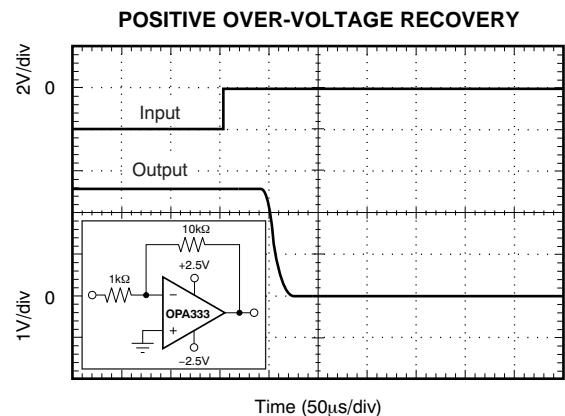 POSITIVE OVER-VOLTAGE RECOVERY
2V/div
0
Input
Output
10kΩ
+2.5V
1kΩ
OPA333
−2.5V
0
1V/div
Time (50µs/div)